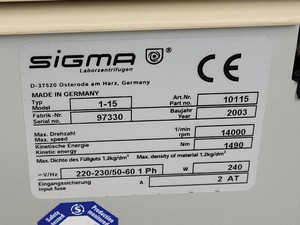 sigma
Laborzentrifugen
CE
D-37520 Osterode am Harz, Germany
MADE IN GERMANY
Typ Model 1-15 Art.Nr. Part no. 10115
Fabrik-Nr. Serial no. 97330 Baujahr Year 2003
Max. Drehzahl Max. speed 1/min rpm 14000
Kinetische Energie Kinetic energy Nm 1490
Max. Dichte des Füllguts 1,2kg/dm³ Max. density of material 1,2kg/dm³
~V/Hz 220-230/50-60 1 Ph W 240
Eingangssicherung Input fuse A 2 AT
Safety
Production monitored